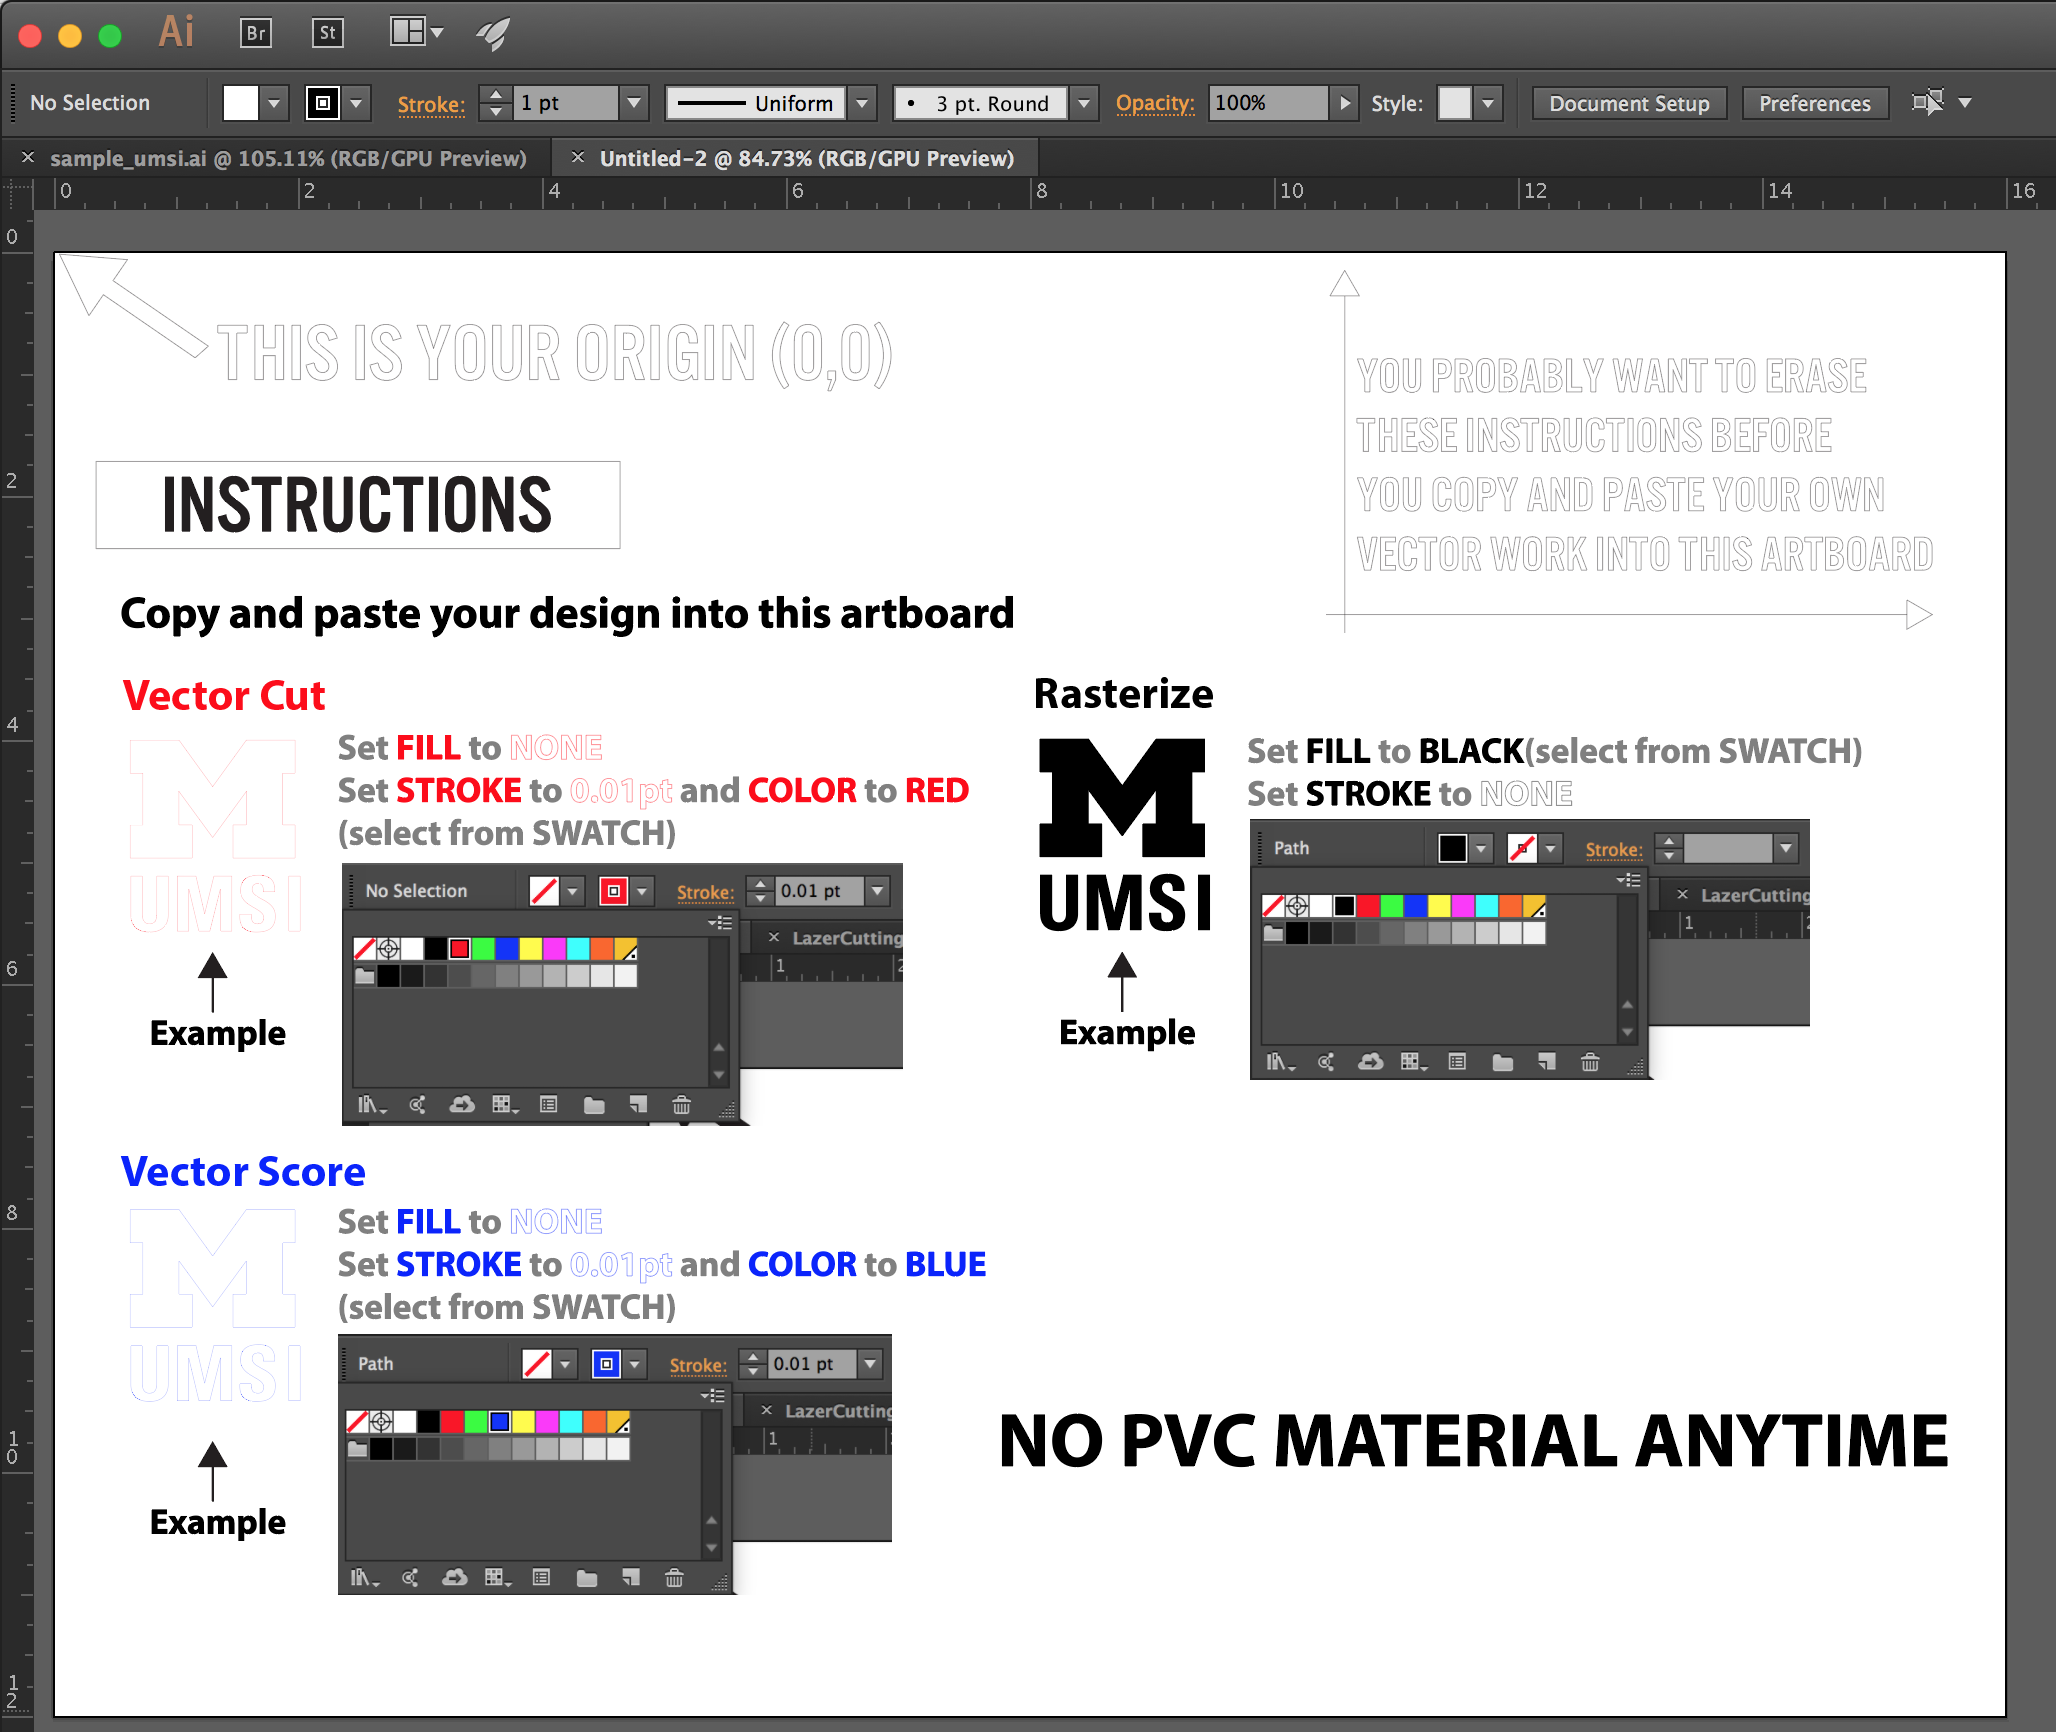 Ai Br St
No Selection Stroke: 1 pt Uniform • 3 pt. Round Opacity: 100% Style: Document Setup Preferences
× sample_umsi.ai @ 105.11% (RGB/GPU Preview) × Untitled-2 @ 84.73% (RGB/GPU Preview)
0 2 4 6 8 10 12 14 16
0
THIS IS YOUR ORIGIN (0,0)
YOU PROBABLY WANT TO ERASE
THESE INSTRUCTIONS BEFORE
YOU COPY AND PASTE YOUR OWN
VECTOR WORK INTO THIS ARTBOARD
2
INSTRUCTIONS
Copy and paste your design into this artboard
4
Vector Cut
M
UMSI
Example
Set FILL to NONE
Set STROKE to 0.01pt and COLOR to RED
(select from SWATCH)
No Selection Stroke: 0.01 pt
× LazerCutting
1 2
Rasterize
M
UMSI
Example
Set FILL to BLACK(select from SWATCH)
Set STROKE to NONE
Path Stroke:
× LazerCutting
1
6
8
Vector Score
M
UMSI
Example
Set FILL to NONE
Set STROKE to 0.01pt and COLOR to BLUE
(select from SWATCH)
Path Stroke: 0.01 pt
× LazerCutting
1
NO PVC MATERIAL ANYTIME
10
12